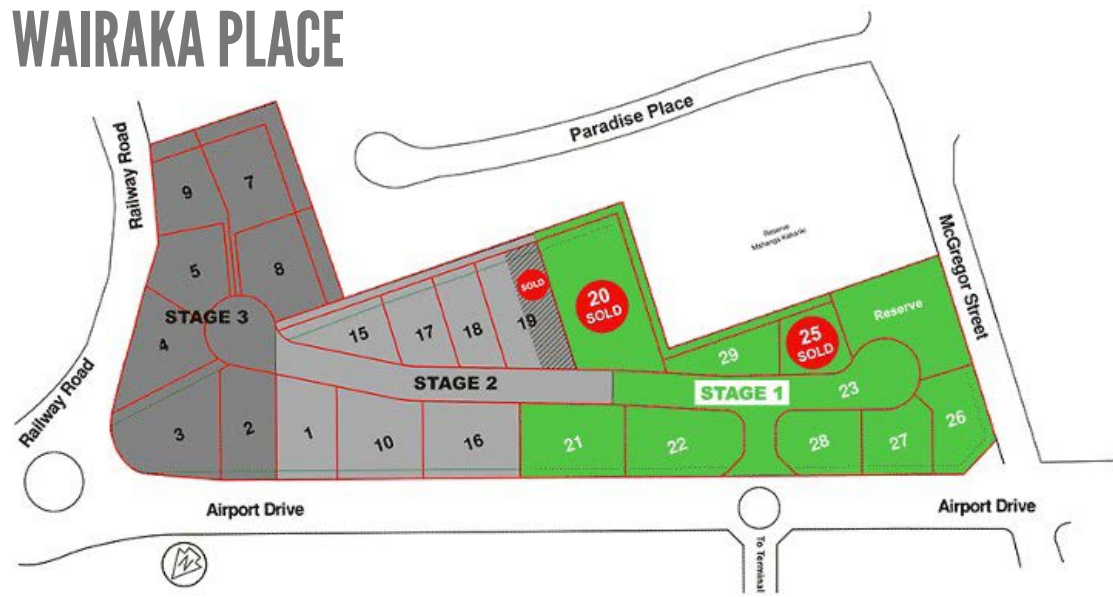 WAIRAKA PLACE
Paradise Place
Railway Road
9
7
5
8
STAGE 3
4
Railway Road
3
2
1
10
16
15
17
18
19
SOLD
20
SOLD
STAGE 2
Reserve
Mahanga Kakariki
McGregor Street
Reserve
25
SOLD
29
STAGE 1
23
21
22
28
27
26
Airport Drive
Airport Drive
To Terminal